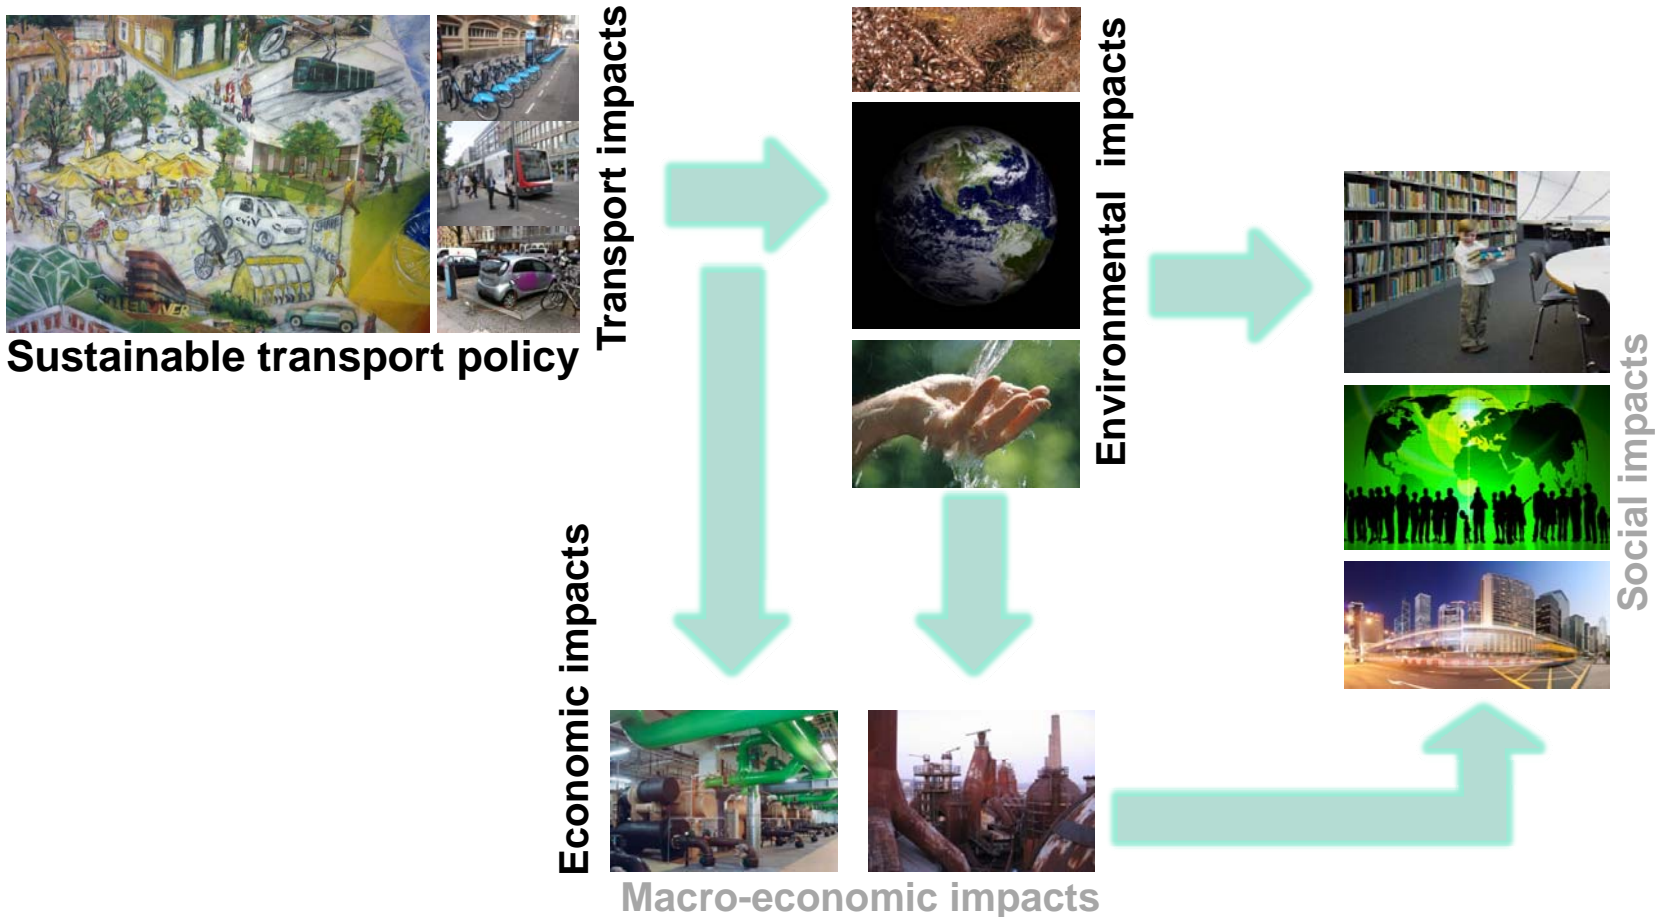 Sustainable transport policy
Transport impacts
Environmental impacts
Social impacts
Economic impacts
Macro-economic impacts